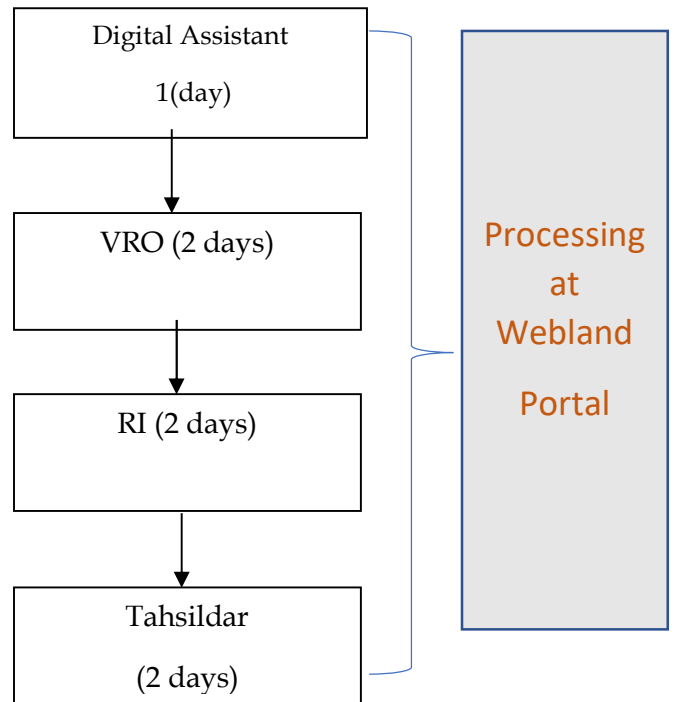 Digital Assistant
1(day)
VRO (2 days)
RI (2 days)
Tahsildar
(2 days)
Processing
at
Webland
Portal